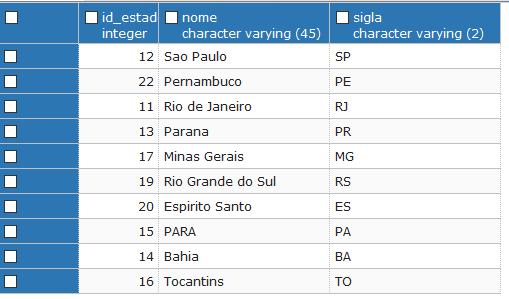 id_estad nome sigla
integer character varying (45) character varying (2)
12 Sao Paulo SP
22 Pernambuco PE
11 Rio de Janeiro RJ
13 Parana PR
17 Minas Gerais MG
19 Rio Grande do Sul RS
20 Espirito Santo ES
15 PARA PA
14 Bahia BA
16 Tocantins TO